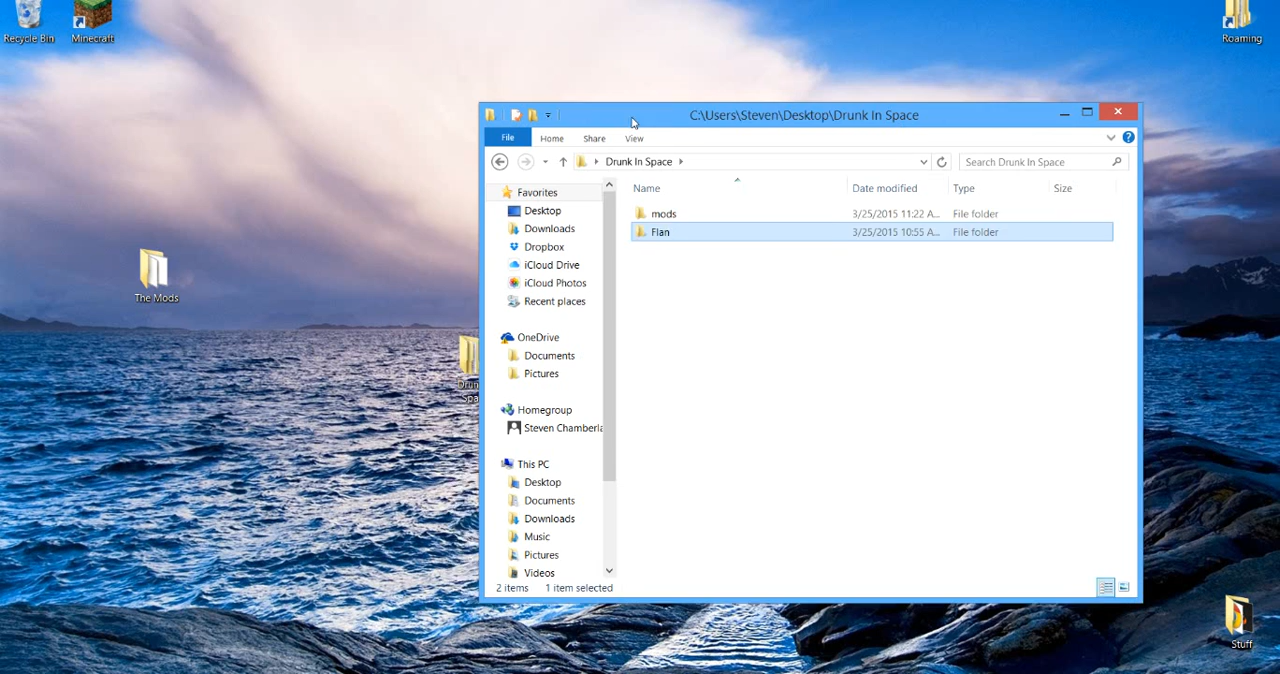 Recycle Bin
Minecraft
Roaming
C:\Users\Steven\Desktop\Drunk In Space
File Home Share View
Drunk In Space
Search Drunk In Space
Name Date modified Type Size
mods 3/25/2015 11:22 A... File folder
Flan 3/25/2015 10:55 A... File folder
Favorites
Desktop
Downloads
Dropbox
iCloud Drive
iCloud Photos
Recent places
OneDrive
Documents
Pictures
Homegroup
Steven Chamberla
This PC
Desktop
Documents
Downloads
Music
Pictures
Videos
2 items 1 item selected
The Mods
Drun
Spa
Stuff